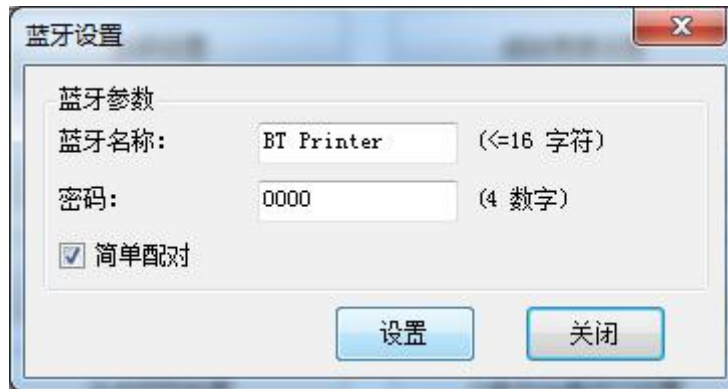 蓝牙设置
蓝牙参数
蓝牙名称: BT Printer (<=16 字符)
密码: 0000 (4 数字)
简单配对
设置 关闭